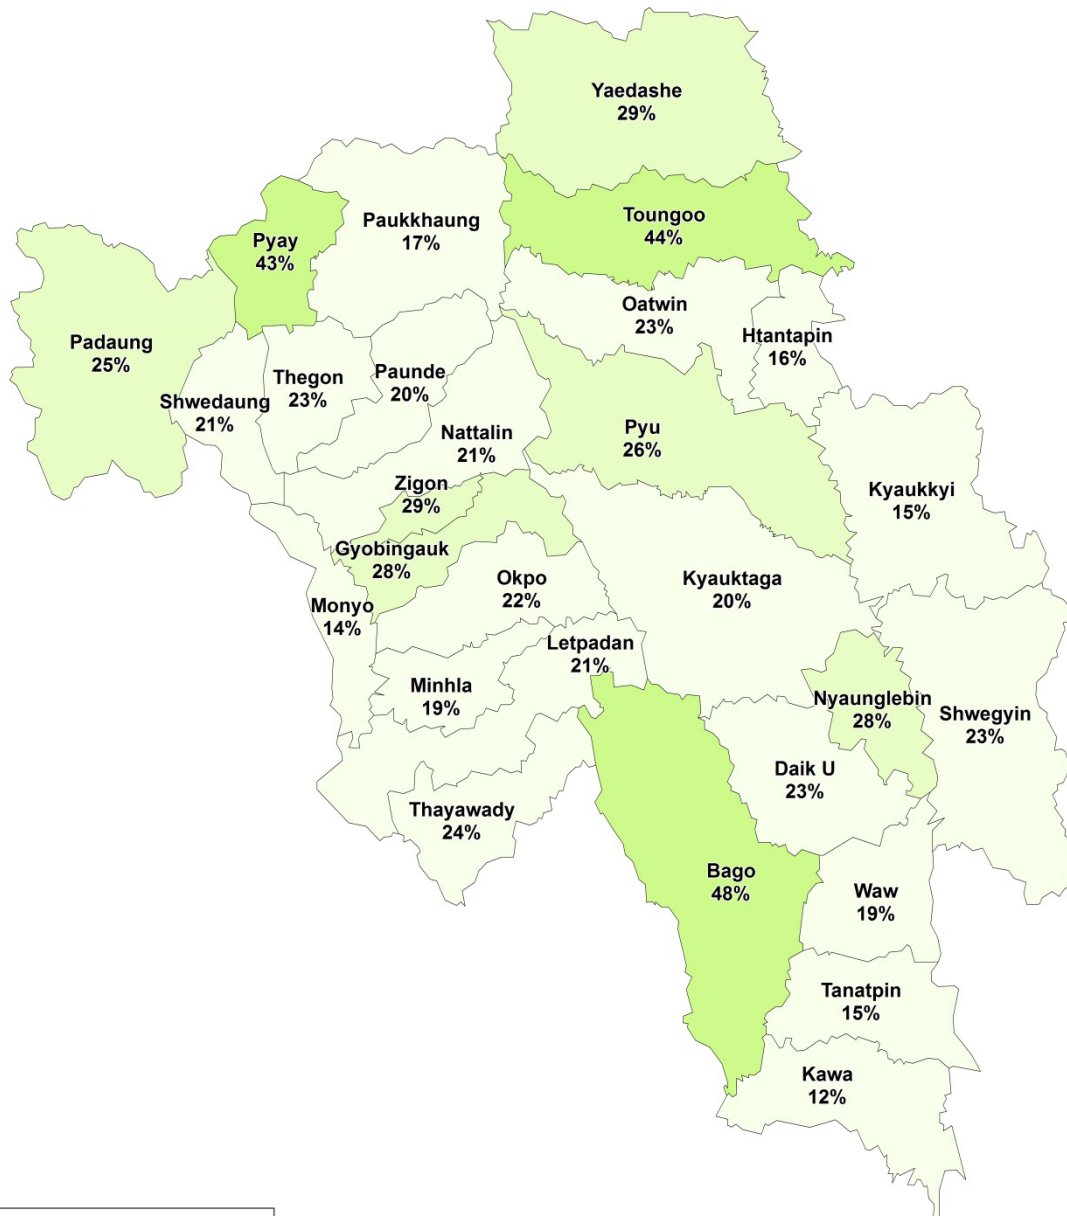 Yaedashe
29%
Toungoo
44%
Paukkhaung
17%
Pyay
43%
Oatwin
23%
Htantapin
16%
Padaung
25%
Thegon
23%
Paunde
20%
Shwedaung
21%
Nattalin
21%
Pyu
26%
Zigon
29%
Kyaukkyi
15%
Gyobingauk
28%
Okpo
22%
Kyauktaga
20%
Monyo
14%
Letpadan
21%
Minhla
19%
Nyaunglebin
28%
Shwegyin
23%
Daik U
23%
Thayawady
24%
Bago
48%
Waw
19%
Tanatpin
15%
Kawa
12%